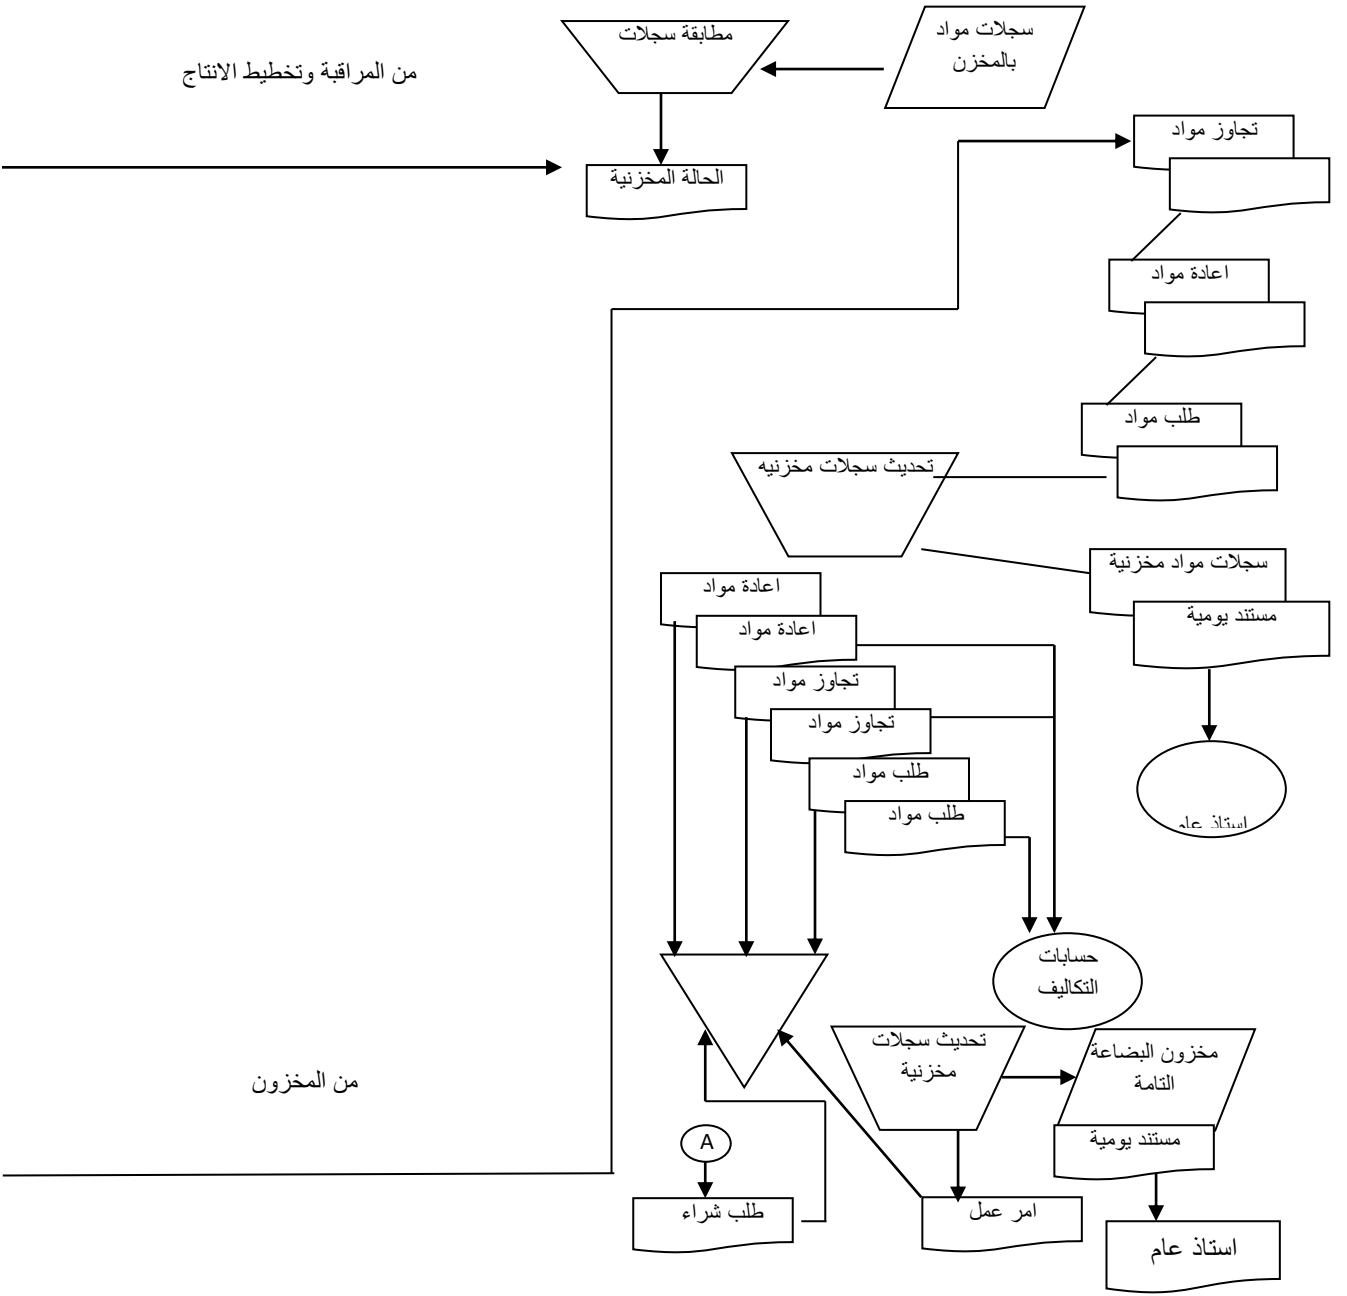 سجلات مواد
بالمخزن
مطابقة سجلات
من المراقبة وتخطيط الانتاج
تجاوز مواد
الحالة المخزنية
اعادة مواد
طلب مواد
تحديث سجلات مخزنيه
سجلات مواد مخزنية
مستند يومية
اعادة مواد
اعادة مواد
تجاوز مواد
تجاوز مواد
طلب مواد
طلب مواد
استاذ عام
حسابات
التكاليف
تحديث سجلات
مخزنية
مخزون البضاعة
التامة
من المخزون
مستند يومية
A
طلب شراء
امر عمل
استاذ عام